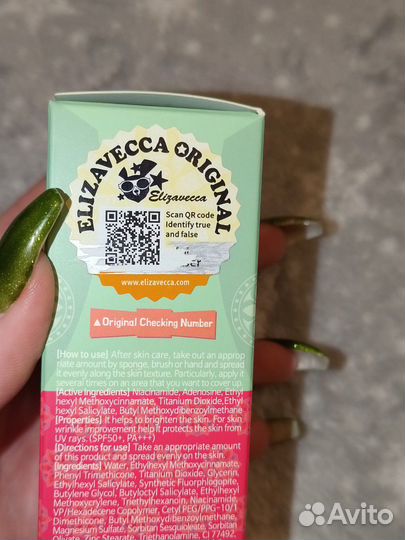 ELIZAVECCA ORIGINAL
Elizavecca
Scan QR code
Identify true
and false
www.elizavecca.com
▲Original Checking Number
[How to use] After skin care, take out an approp
riate amount by sponge, brush or hand and spread
it evenly along the skin texture. Particularly, apply it
several times on an area that you want to cover up.
[Active ingredients] Niacinamide, Adenosine, Ethyl
hexyl Methoxycinnamate, Titanium Dioxide, Ethyl
hexyl Salicylate, Butyl Methoxydibenzoylmethane
[Properties] It helps to brighten the skin. For skin
wrinkle improvement help it protects the skin from
UV rays. (SPF50+, PA+++)
[Directions for use] Take an appropriate amount
of this product and spread evenly on the skin.
[Ingredients] Water, Ethylhexyl Methoxycinnamate,
Phenyl Trimethicone, Titanium Dioxide, Glycerin,
Ethylhexyl Salicylate, Synthetic Fluorphlogopite,
Butylene Glycol, Butyloctyl Salicylate, Ethylhexyl
Methoxycrylene, Triethylhexanoin, Niacinamide,
VP/Hexadecene Copolymer, Cetyl PEG/PPG-10/1
Dimethicone, Butyl Methoxydibenzoylmethane,
Magnesium Sulfate, Sorbitan Sesquioleate, Sorbitan
Olivate, Zinc Stearate, Triethanolamine, CI 77492,
Avito